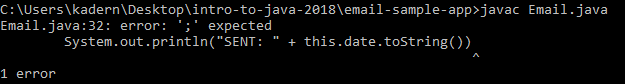 C:\Users\kadern\Desktop\intro-to-java-2018\email-sample-app>javac Email.java
Email.java:32: error: ';' expected
        System.out.println("SENT: " + this.date.toString())
                                                           ^
1 error